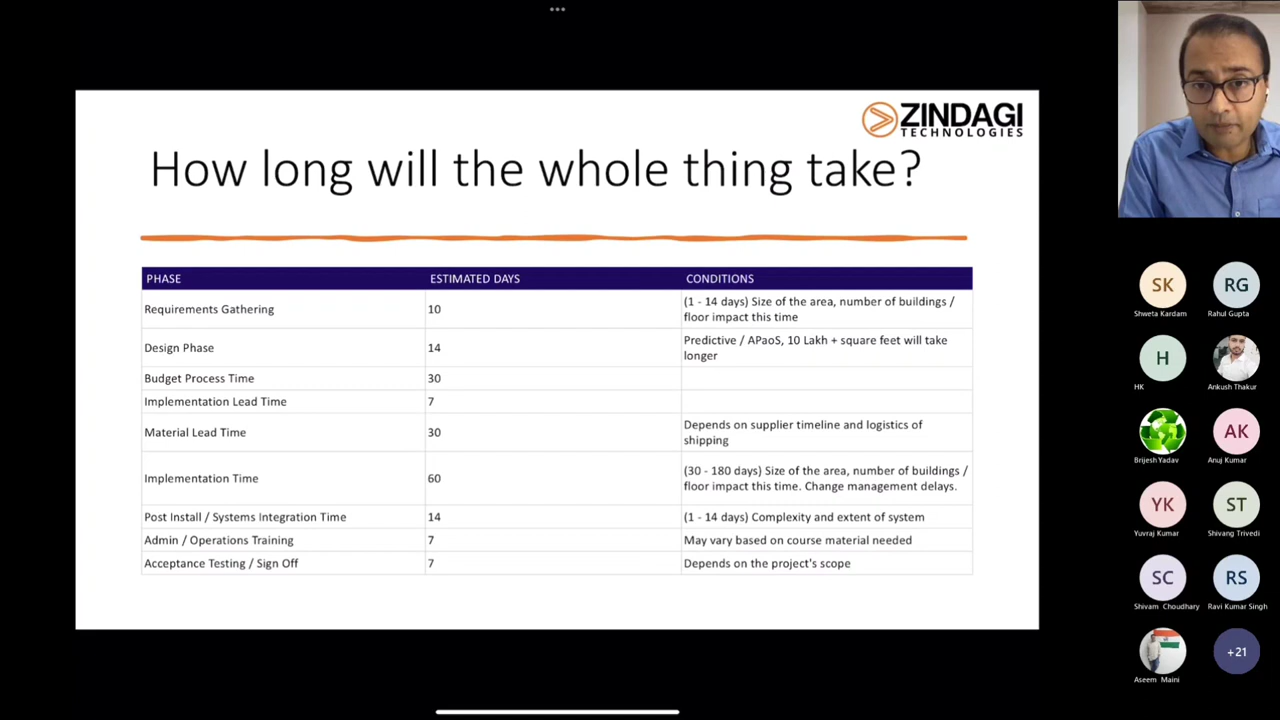 ZINDAGI
TECHNOLOGIES
How long will the whole thing take?
PHASE ESTIMATED DAYS CONDITIONS
Requirements Gathering 10 (1 - 14 days) Size of the area, number of buildings /
floor impact this time
Design Phase 14 Predictive / APaoS, 10 Lakh + square feet will take
longer
Budget Process Time 30
Implementation Lead Time 7
Material Lead Time 30 Depends on supplier timeline and logistics of
shipping
Implementation Time 60 (30 - 180 days) Size of the area, number of buildings /
floor impact this time. Change management delays.
Post Install / Systems Integration Time 14 (1 - 14 days) Complexity and extent of system
Admin / Operations Training 7 May vary based on course material needed
Acceptance Testing / Sign Off 7 Depends on the project's scope
SK RG
Shweta Kardam Rahul Gupta
H
HK Ankush Thakur
AK
Brijesh Yadav Anuj Kumar
YK ST
Yuvraj Kumar Shivang Trivedi
SC RS
Shivam Choudhary Ravi Kumar Singh
+21
Aseem Maini